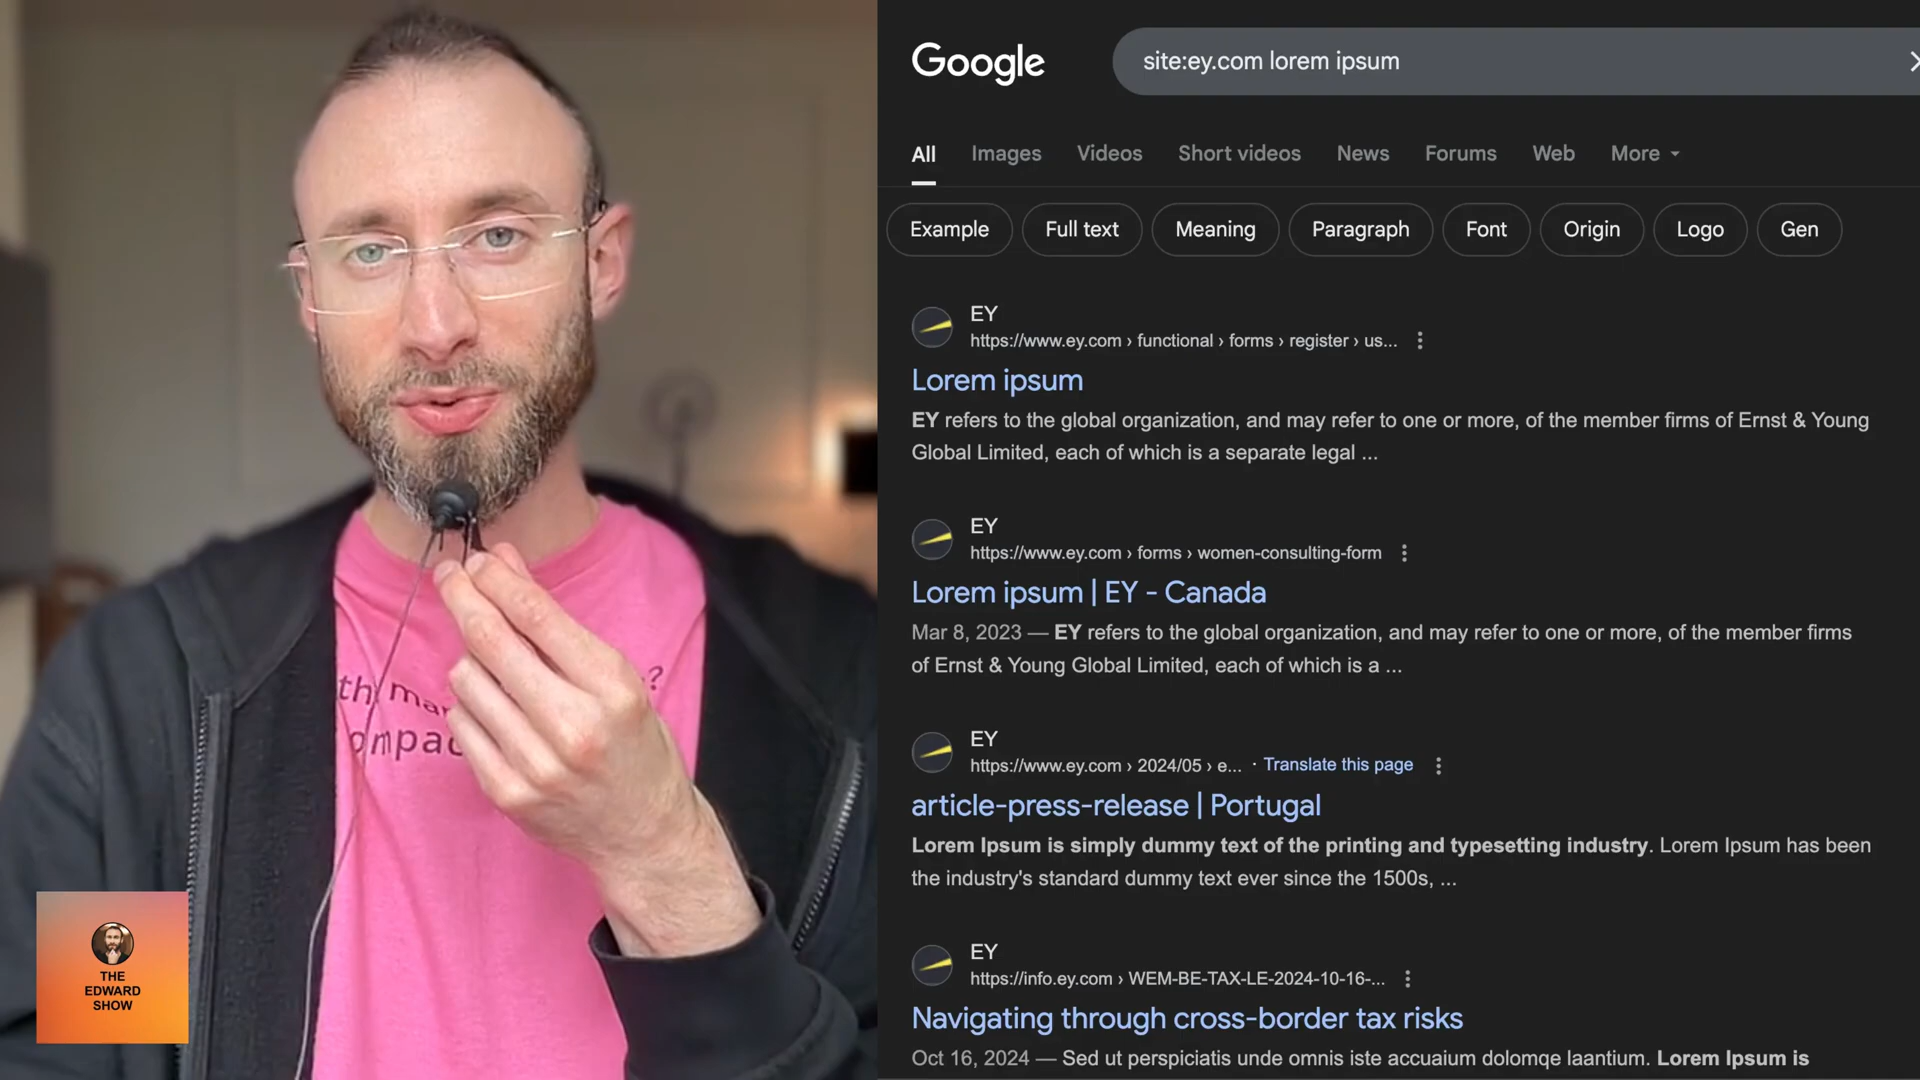 Google
site:ey.com lorem ipsum
All Images Videos Short videos News Forums Web More
Example Full text Meaning Paragraph Font Origin Logo Gen
EY
https://www.ey.com › functional › forms › register › us...
Lorem ipsum
EY refers to the global organization, and may refer to one or more, of the member firms of Ernst & Young
Global Limited, each of which is a separate legal ...
EY
https://www.ey.com › forms › women-consulting-form
Lorem ipsum | EY - Canada
Mar 8, 2023 — EY refers to the global organization, and may refer to one or more, of the member firms
of Ernst & Young Global Limited, each of which is a ...
EY
https://www.ey.com › 2024/05 › e... · Translate this page
article-press-release | Portugal
Lorem Ipsum is simply dummy text of the printing and typesetting industry. Lorem Ipsum has been
the industry's standard dummy text ever since the 1500s, ...
EY
https://info.ey.com › WEM-BE-TAX-LE-2024-10-16-...
Navigating through cross-border tax risks
Oct 16, 2024 — Sed ut perspiciatis unde omnis iste accuaium dolomqe laantium. Lorem Ipsum is
THE
EDWARD
SHOW